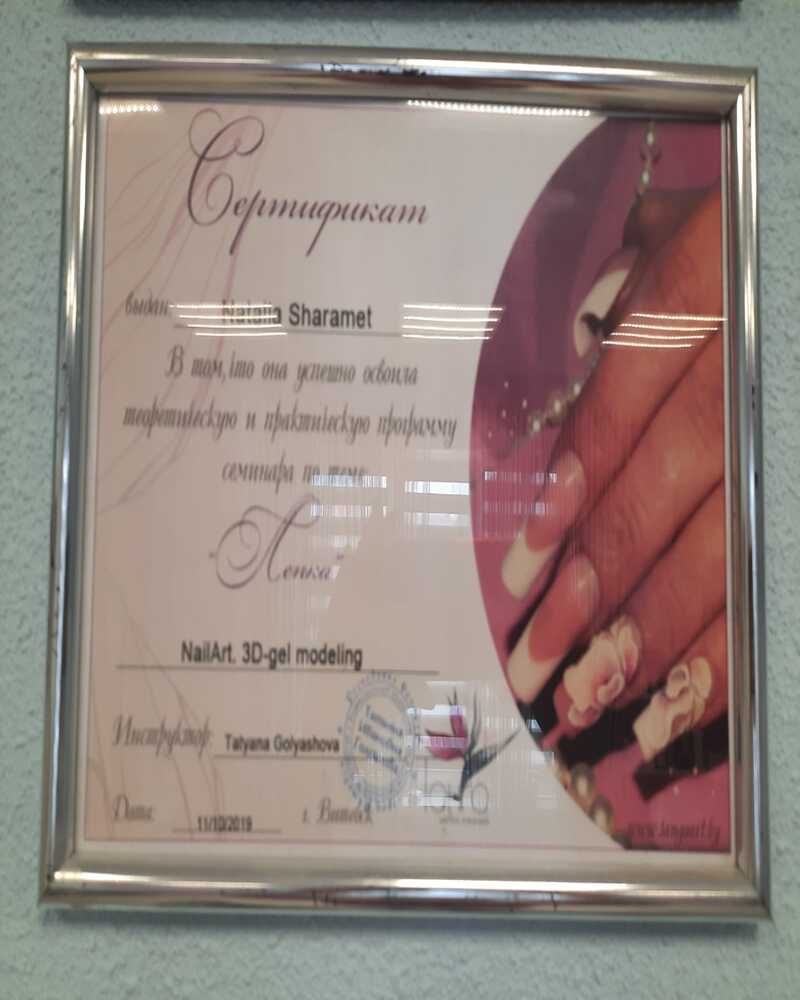 Сертификат
выдан: Natalia Sharamet
В том, что она успешно освоила
теоретическую и практическую программу
семинара по теме:
"Лепка"
NailArt. 3D-gel modeling
Инструктор: Tatyana Golyashova
Дата: 11/10/2019 г. Витебск